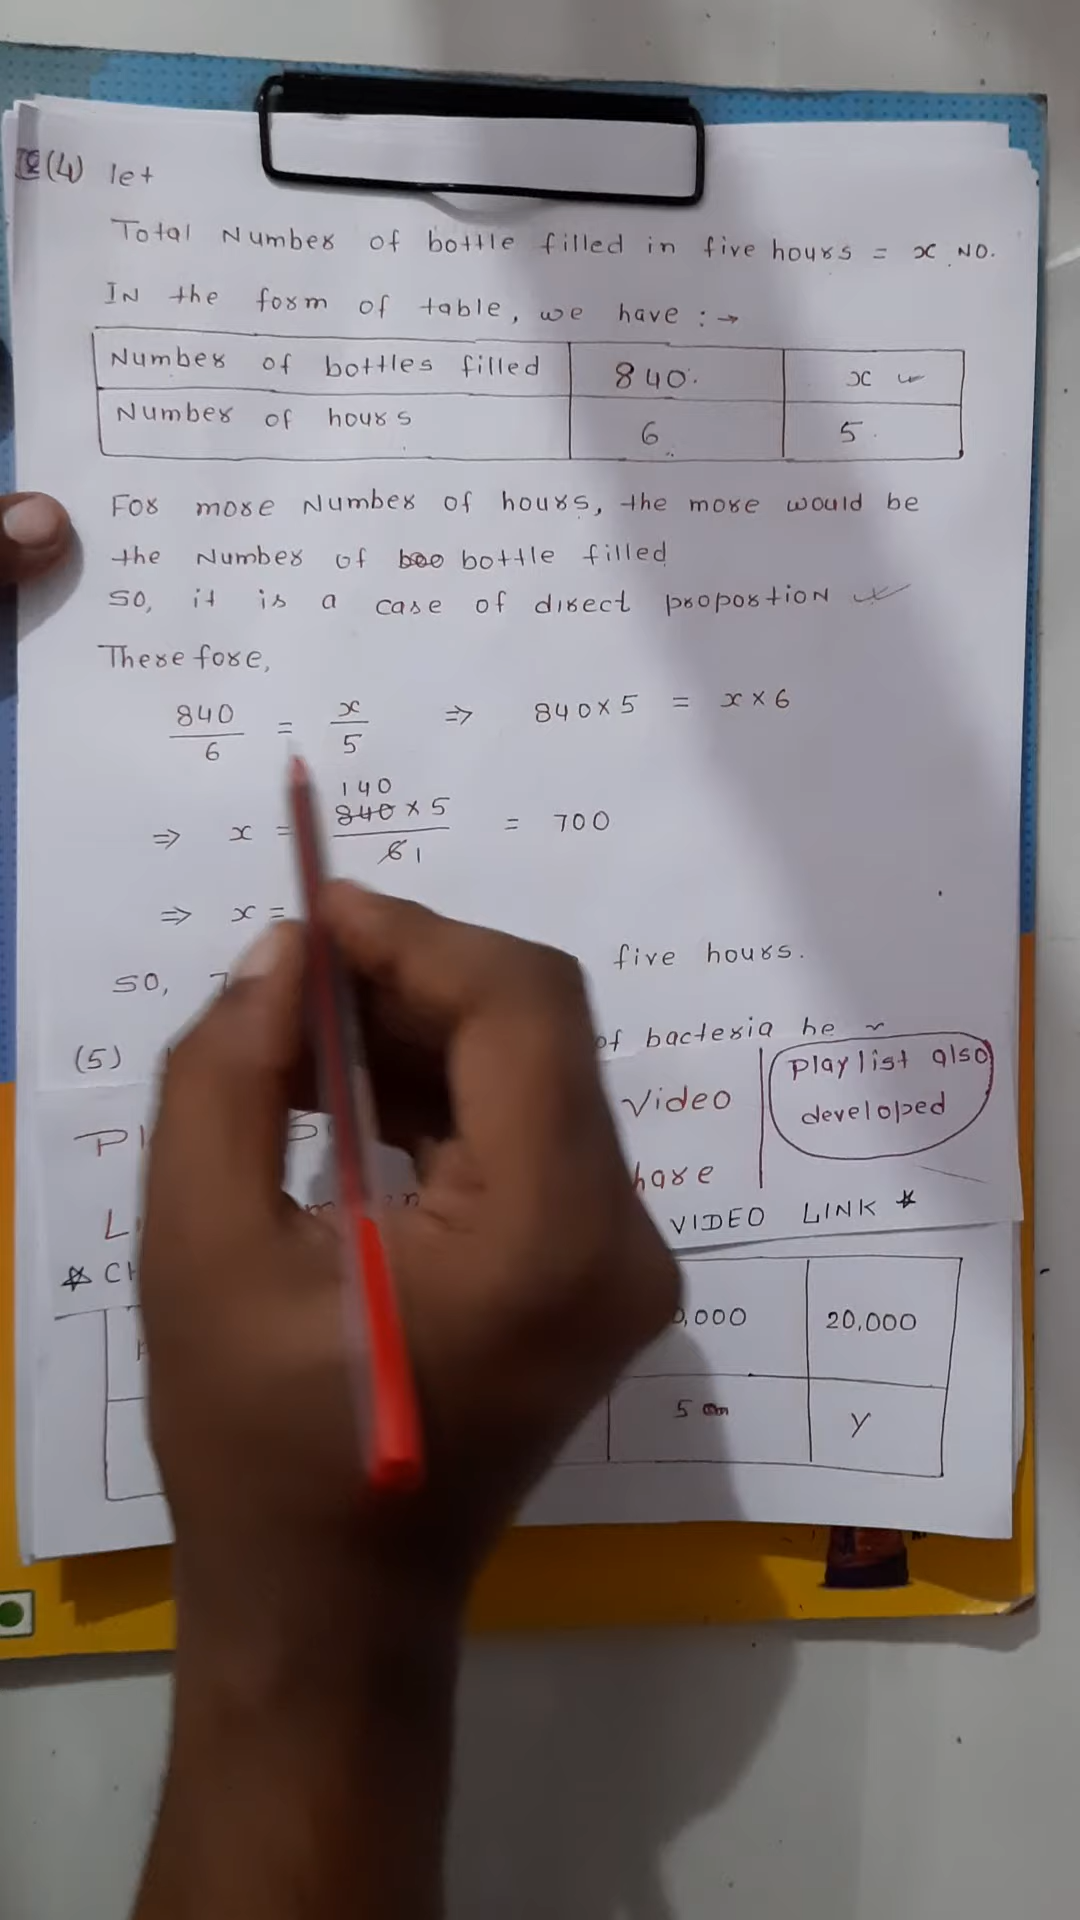 (4) let
Total Number of bottle filled in five hours = x NO.
IN the form of table, we have : →
Number of bottles filled 840. x
Number of hours 6 5
For more Number of hours, the more would be
the Number of bottle filled
SO, it is a case of direct proportion
Therefore,
840/6 = x/5 ⇒ 840 × 5 = x × 6
140
⇒ x = 840 × 5 / 6 1 = 700
⇒ x =
SO, five hours.
(5) of bacteria he
Video playlist also
developed
VIDEO LINK *
20,000
5 y